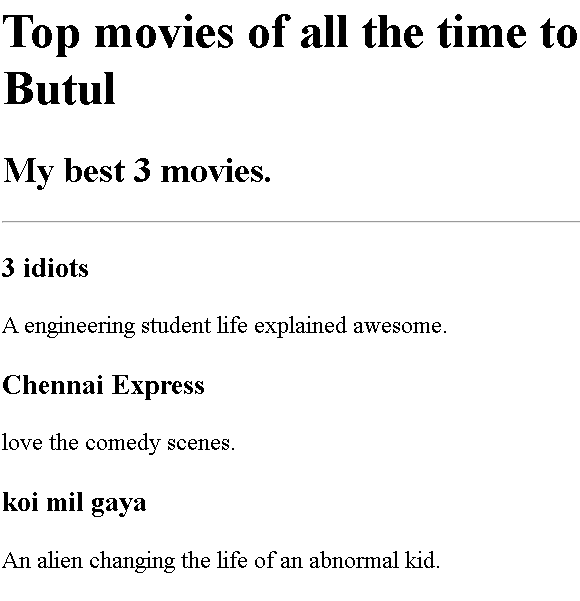 Top movies of all the time to
Butul
My best 3 movies.
3 idiots
A engineering student life explained awesome.
Chennai Express
love the comedy scenes.
koi mil gaya
An alien changing the life of an abnormal kid.